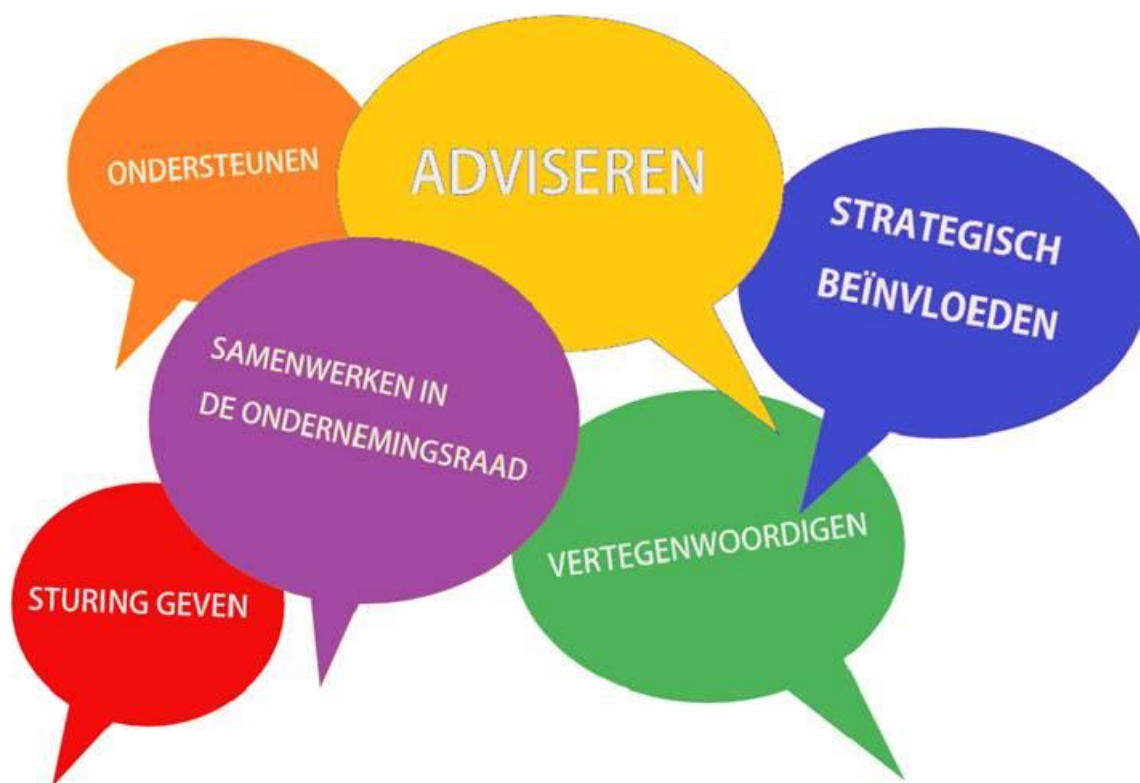 ONDERSTEUNEN
ADVISEREN
STRATEGISCH
BEÏNVLOEDEN
SAMENWERKEN IN
DE ONDERNEMINGSRAAD
VERTEGENWOORDIGEN
STURING GEVEN